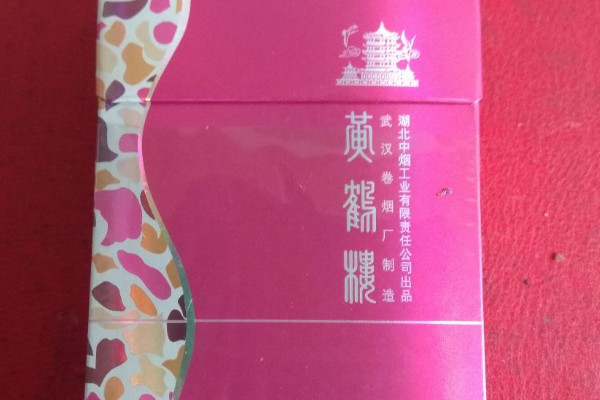 湖北中烟工业有限责任公司出品
武汉卷烟厂制造
黃鶴樓